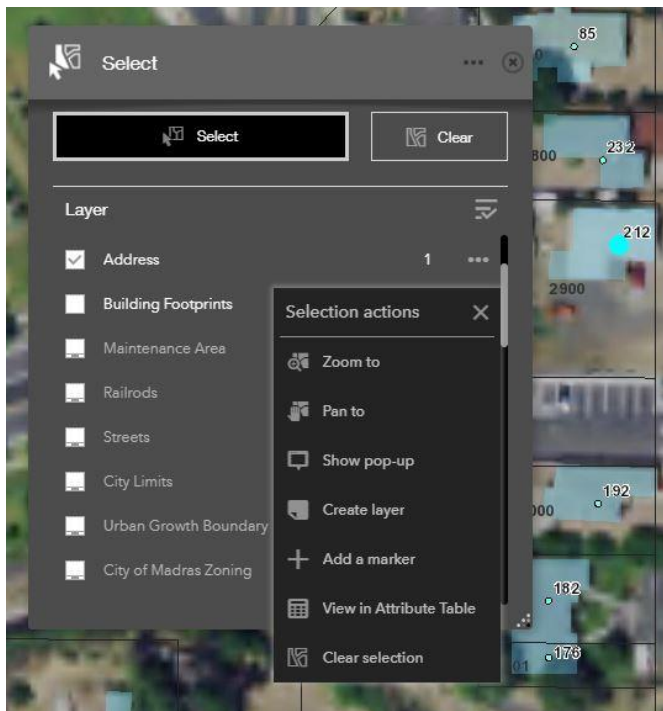 Select
Select
Clear
Layer
Address 1
Building Footprints
Maintenance Area
Railrods
Streets
City Limits
Urban Growth Boundary
City of Madras Zoning
Selection actions
Zoom to
Pan to
Show pop-up
Create layer
Add a marker
View in Attribute Table
Clear selection
85
232
800
212
2900
192
182
176